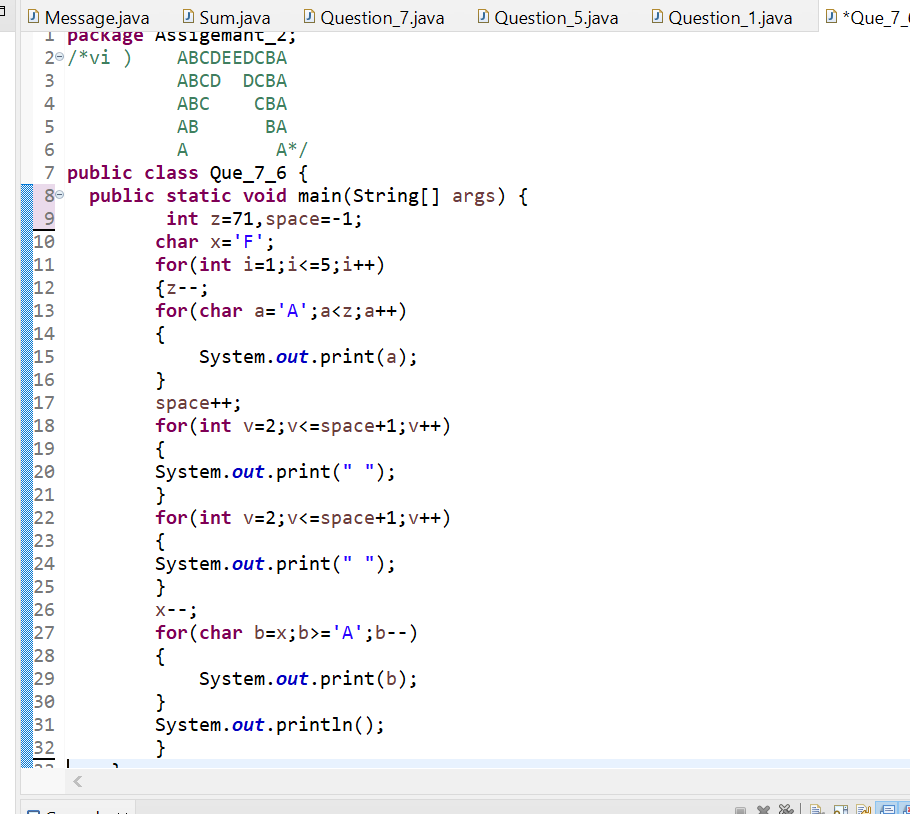 Message.java Sum.java Question_7.java Question_5.java Question_1.java *Que_7_6
1 package Assigemant_2;
2 /*vi )    ABCDEEDCBA
3           ABCD  DCBA
4           ABC    CBA
5           AB      BA
6           A        A*/
7 public class Que_7_6 {
8   public static void main(String[] args) {
9          int z=71,space=-1;
10         char x='F';
11         for(int i=1;i<=5;i++)
12         {z--;
13         for(char a='A';a<z;a++)
14         {
15             System.out.print(a);
16         }
17         space++;
18         for(int v=2;v<=space+1;v++)
19         {
20         System.out.print(" ");
21         }
22         for(int v=2;v<=space+1;v++)
23         {
24         System.out.print(" ");
25         }
26         x--;
27         for(char b=x;b>='A';b--)
28         {
29             System.out.print(b);
30         }
31         System.out.println();
32         }
33     }